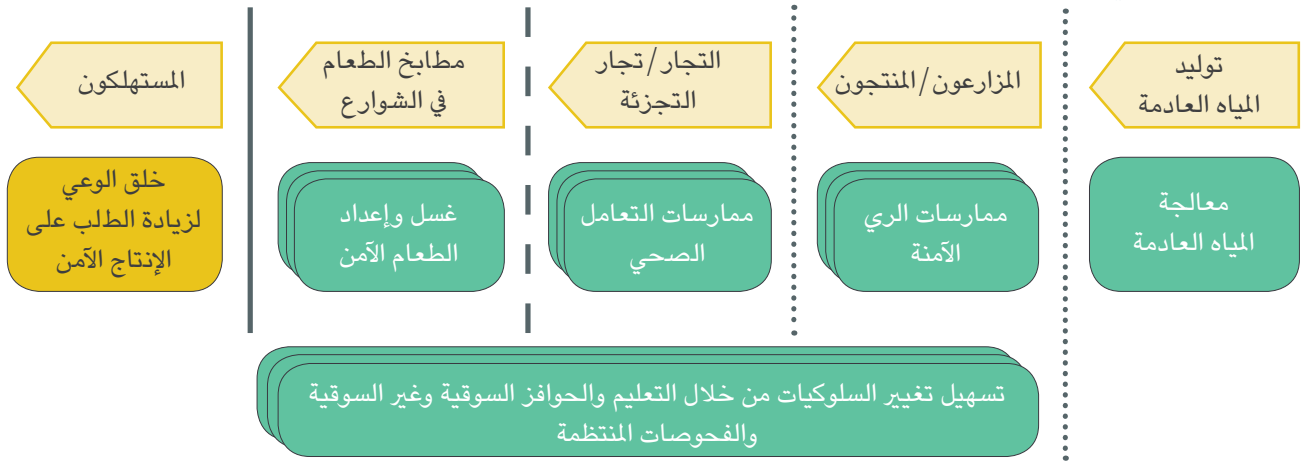 توليد
المياه العادمة
المزارعون/المنتجون
التجار/تجار
التجزئة
مطابخ الطعام
في الشوارع
المستهلكون
معالجة
المياه العادمة
ممارسات الري
الآمنة
ممارسات التعامل
الصحي
غسل وإعداد
الطعام الآمن
خلق الوعي
لزيادة الطلب على
الإنتاج الآمن
تسهيل تغيير السلوكيات من خلال التعليم والحوافز السوقية وغير السوقية
والفحوصات المنتظمة